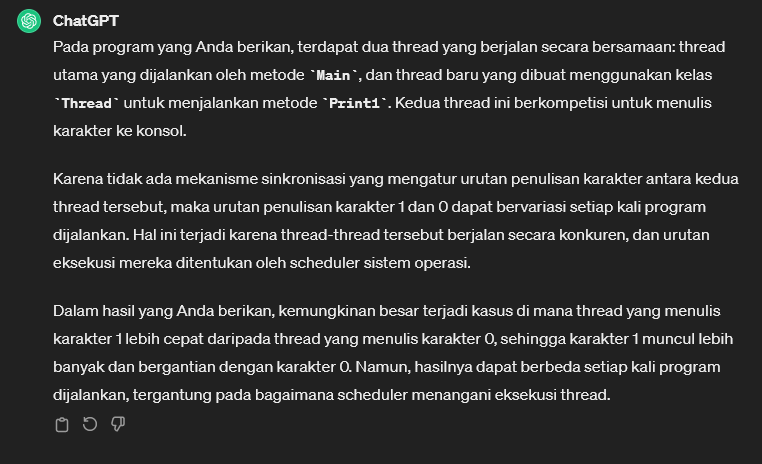 ChatGPT
Pada program yang Anda berikan, terdapat dua thread yang berjalan secara bersamaan: thread
utama yang dijalankan oleh metode `Main`, dan thread baru yang dibuat menggunakan kelas
`Thread` untuk menjalankan metode `Print1`. Kedua thread ini berkompetisi untuk menulis
karakter ke konsol.
Karena tidak ada mekanisme sinkronisasi yang mengatur urutan penulisan karakter antara kedua
thread tersebut, maka urutan penulisan karakter 1 dan 0 dapat bervariasi setiap kali program
dijalankan. Hal ini terjadi karena thread-thread tersebut berjalan secara konkuren, dan urutan
eksekusi mereka ditentukan oleh scheduler sistem operasi.
Dalam hasil yang Anda berikan, kemungkinan besar terjadi kasus di mana thread yang menulis
karakter 1 lebih cepat daripada thread yang menulis karakter 0, sehingga karakter 1 muncul lebih
banyak dan bergantian dengan karakter 0. Namun, hasilnya dapat berbeda setiap kali program
dijalankan, tergantung pada bagaimana scheduler menangani eksekusi thread.